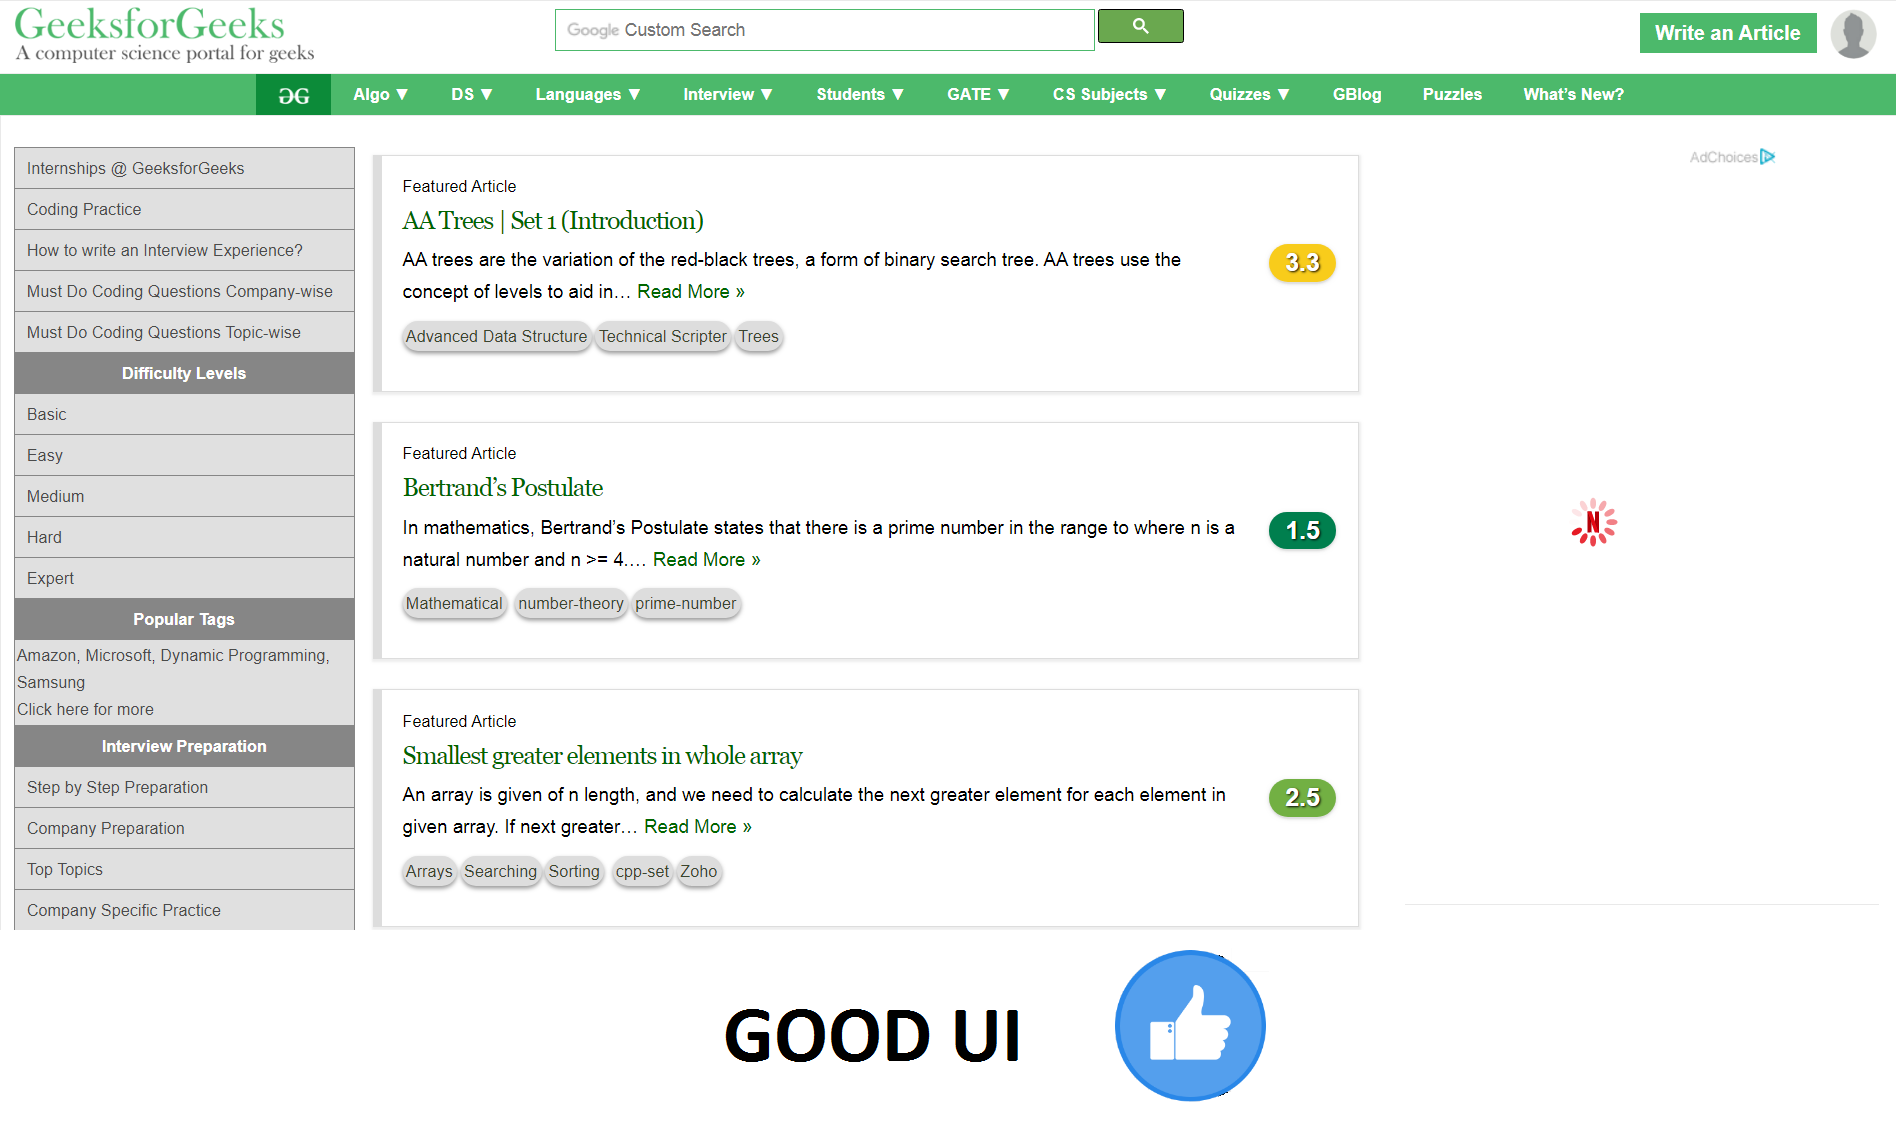 GeeksforGeeks
A computer science portal for geeks
Google Custom Search
Write an Article
GG Algo ▼ DS ▼ Languages ▼ Interview ▼ Students ▼ GATE ▼ CS Subjects ▼ Quizzes ▼ GBlog Puzzles What's New?
Internships @ GeeksforGeeks
Coding Practice
How to write an Interview Experience?
Must Do Coding Questions Company-wise
Must Do Coding Questions Topic-wise
Difficulty Levels
Basic
Easy
Medium
Hard
Expert
Popular Tags
Amazon, Microsoft, Dynamic Programming,
Samsung
Click here for more
Interview Preparation
Step by Step Preparation
Company Preparation
Top Topics
Company Specific Practice
Featured Article
AA Trees | Set 1 (Introduction)
AA trees are the variation of the red-black trees, a form of binary search tree. AA trees use the
concept of levels to aid in… Read More »
3.3
Advanced Data Structure Technical Scripter Trees
Featured Article
Bertrand’s Postulate
In mathematics, Bertrand’s Postulate states that there is a prime number in the range to where n is a
natural number and n >= 4.… Read More »
1.5
Mathematical number-theory prime-number
Featured Article
Smallest greater elements in whole array
An array is given of n length, and we need to calculate the next greater element for each element in
given array. If next greater… Read More »
2.5
Arrays Searching Sorting cpp-set Zoho
AdChoices
N
GOOD UI